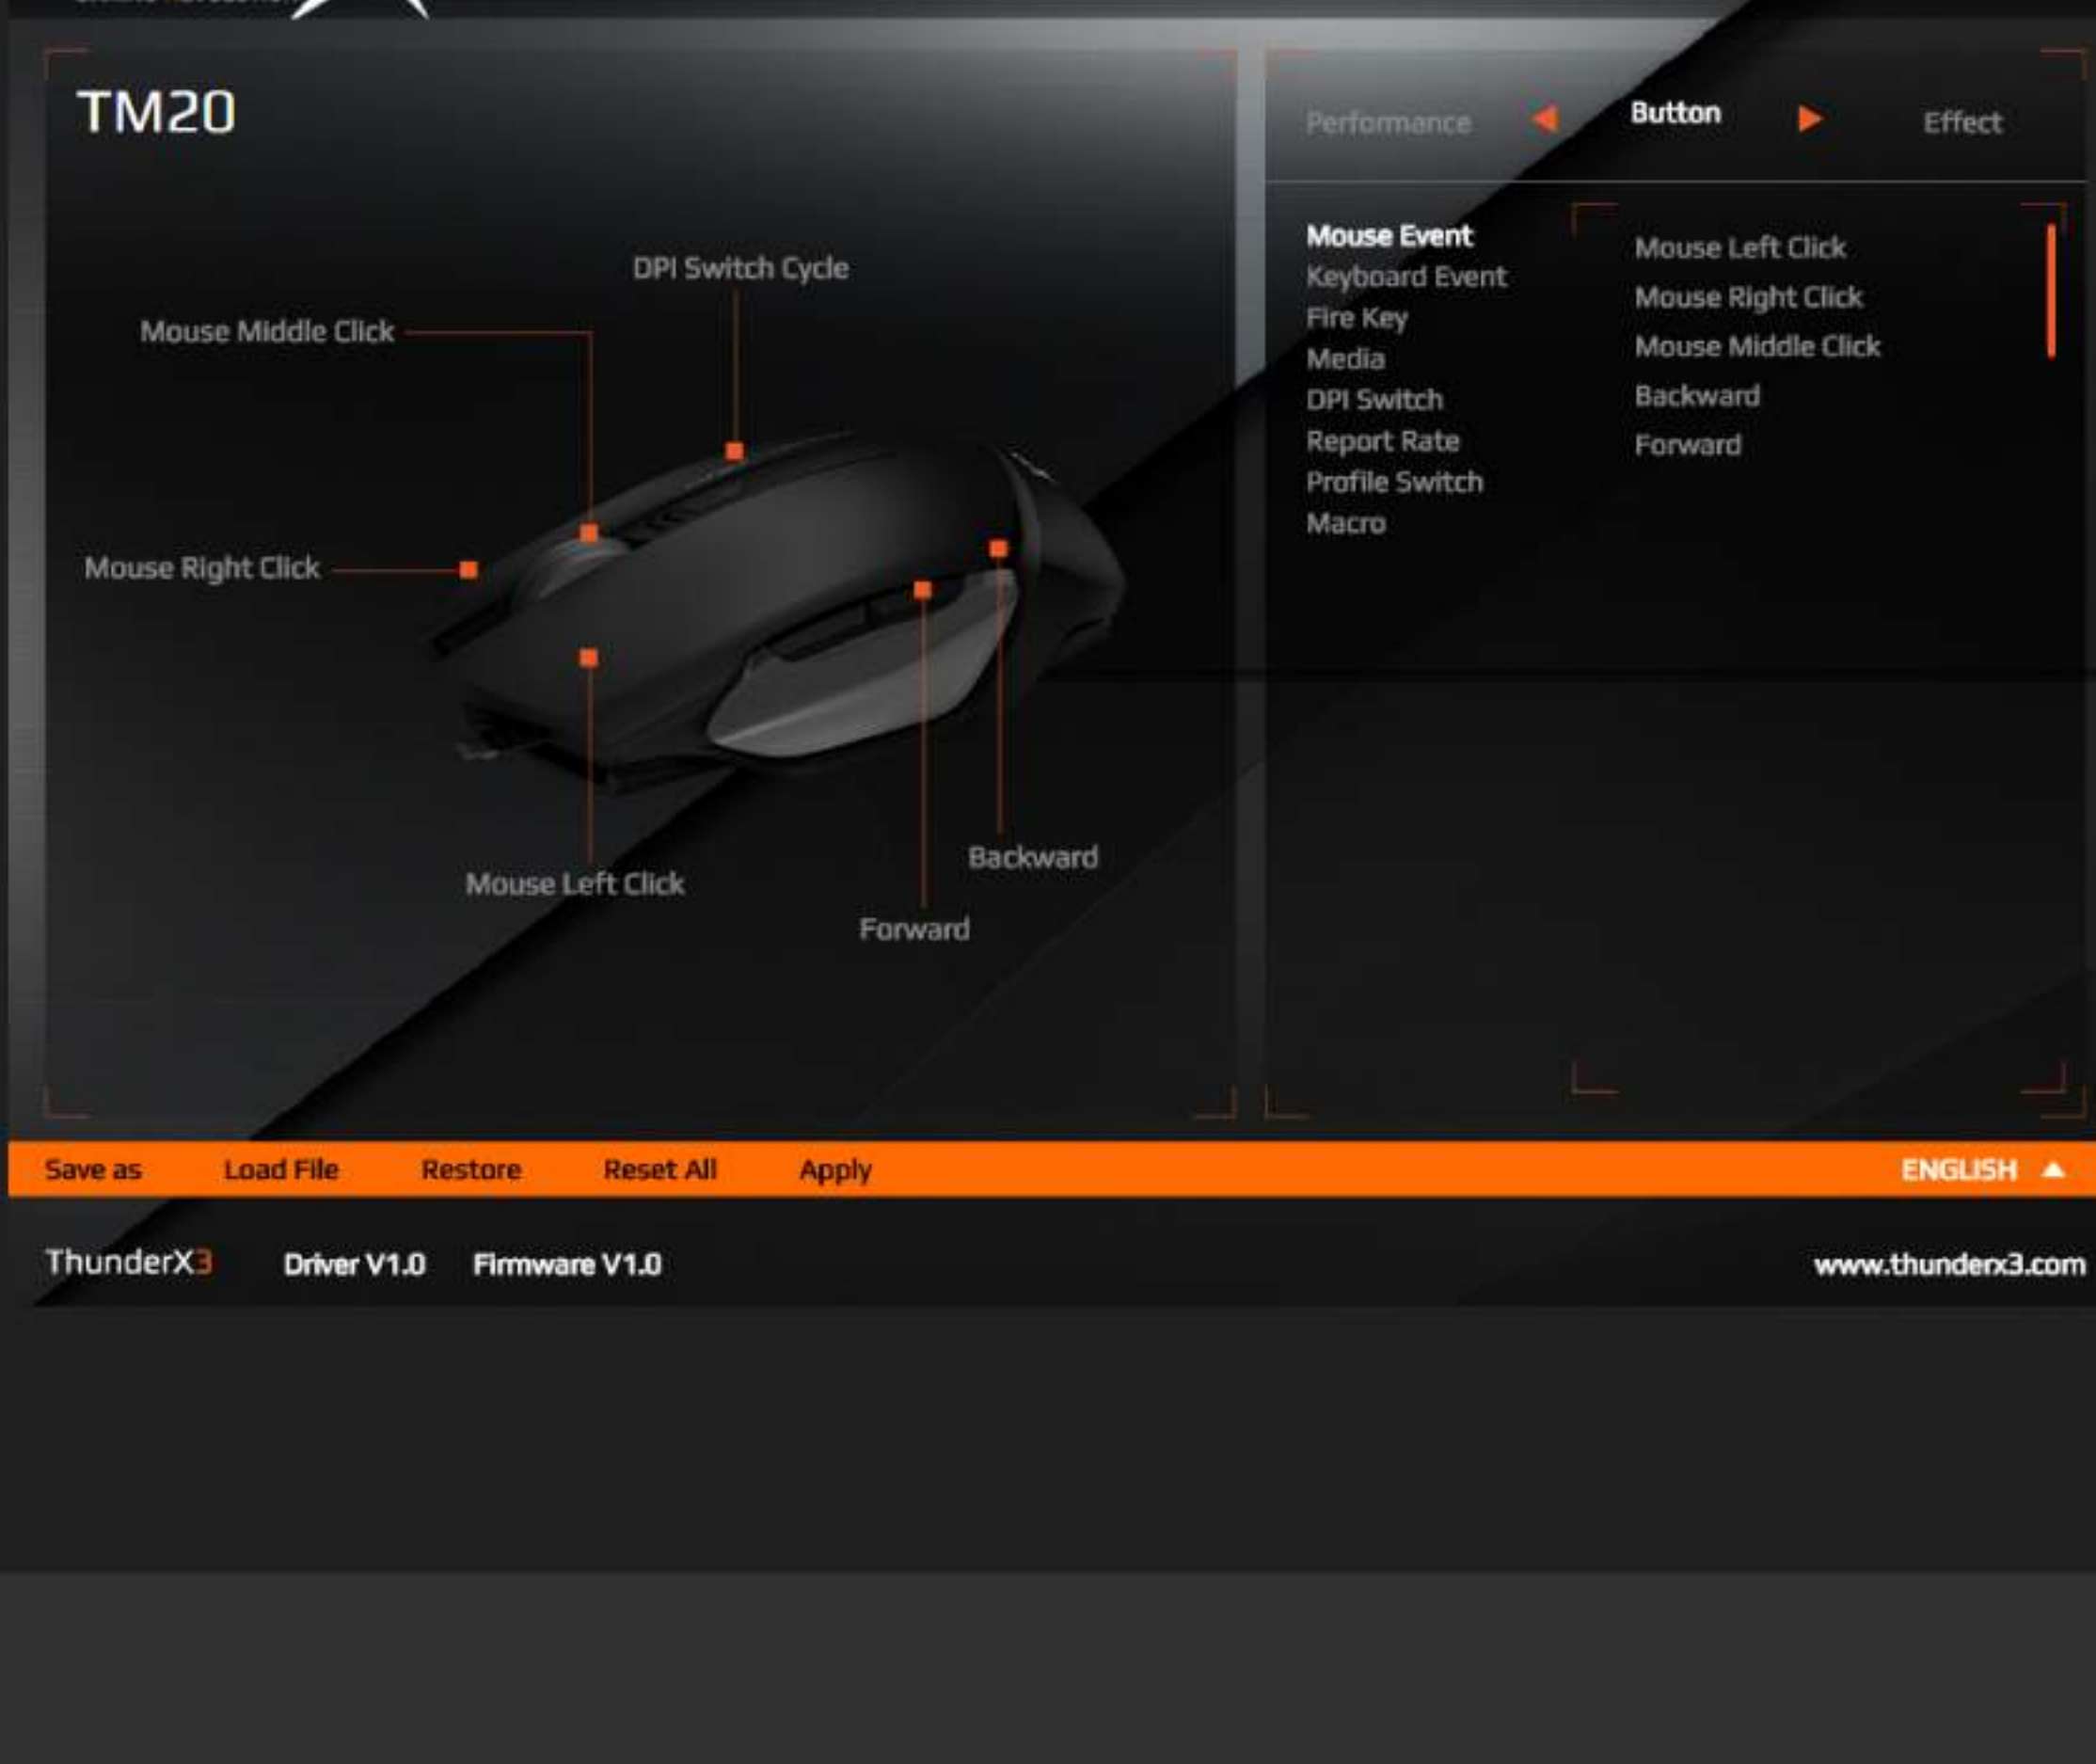 TM20
DPI Switch Cycle
Mouse Middle Click
Mouse Right Click
Mouse Left Click
Backward
Forward
Performance
Button
Effect
Mouse Event
Keyboard Event
Fire Key
Media
DPI Switch
Report Rate
Profile Switch
Macro
Mouse Left Click
Mouse Right Click
Mouse Middle Click
Backward
Forward
Save as Load File Restore Reset All Apply ENGLISH
ThunderX3 Driver V1.0 Firmware V1.0 www.thunderx3.com